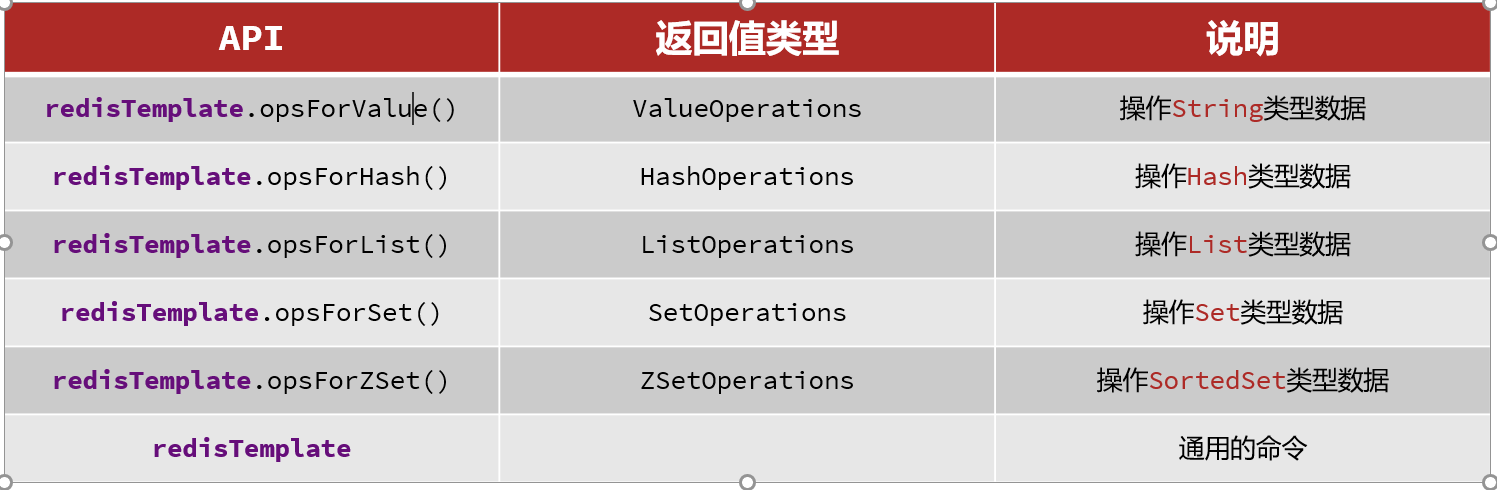 API 返回值类型 说明
redisTemplate.opsForValue() ValueOperations 操作String类型数据
redisTemplate.opsForHash() HashOperations 操作Hash类型数据
redisTemplate.opsForList() ListOperations 操作List类型数据
redisTemplate.opsForSet() SetOperations 操作Set类型数据
redisTemplate.opsForZSet() ZSetOperations 操作SortedSet类型数据
redisTemplate 通用的命令